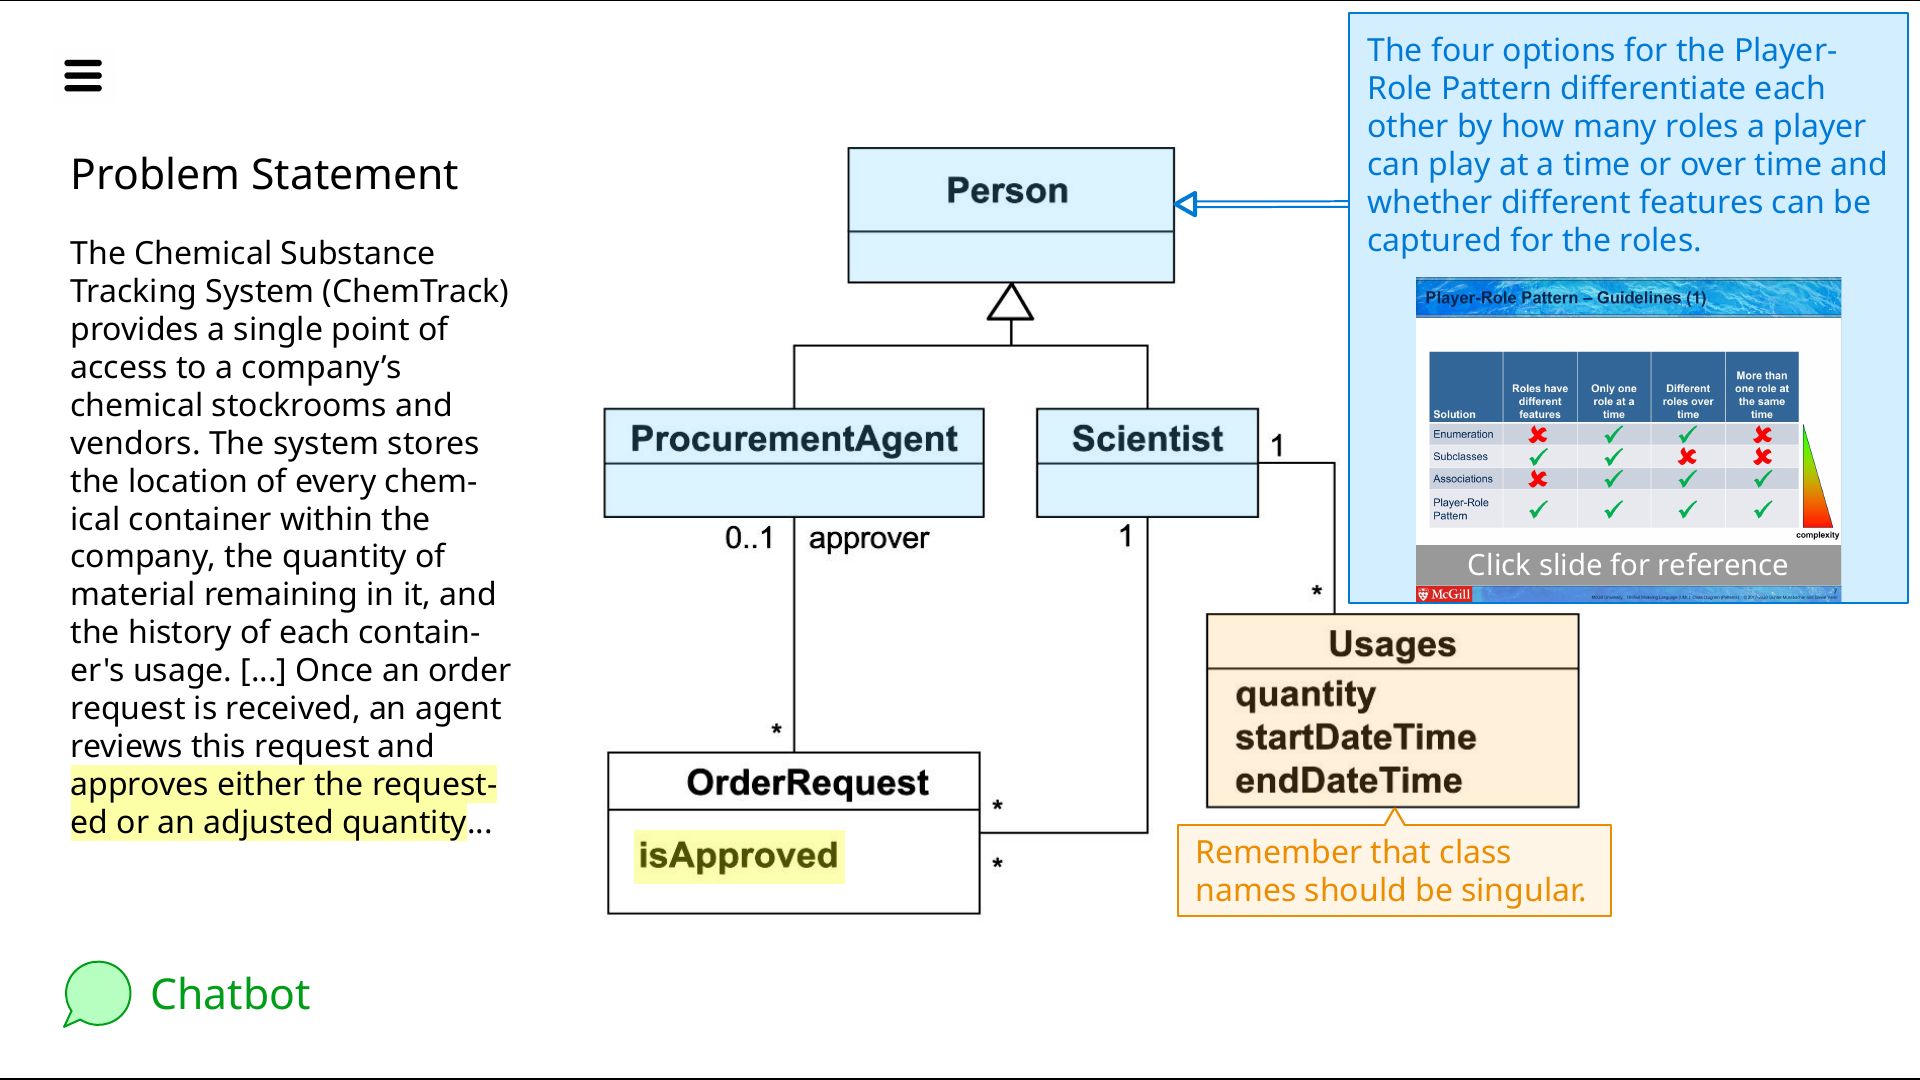 Problem Statement
The Chemical Substance
Tracking System (ChemTrack)
provides a single point of
access to a company’s
chemical stockrooms and
vendors. The system stores
the location of every chem-
ical container within the
company, the quantity of
material remaining in it, and
the history of each contain-
er's usage. [...] Once an order
request is received, an agent
reviews this request and
approves either the request-
ed or an adjusted quantity...
Chatbot
Person
ProcurementAgent
Scientist
1
0..1 approver
1
*
*
OrderRequest
isApproved
*
*
Usages
quantity
startDateTime
endDateTime
Remember that class
names should be singular.
The four options for the Player-
Role Pattern differentiate each
other by how many roles a player
can play at a time or over time and
whether different features can be
captured for the roles.
Player-Role Pattern – Guidelines (1)
Solution
Roles have
different
features
Only one
role at a
time
Different
roles over
time
More than
one role at
the same
time
Enumeration
Subclasses
Associations
Player-Role
Pattern
complexity
Click slide for reference
McGill